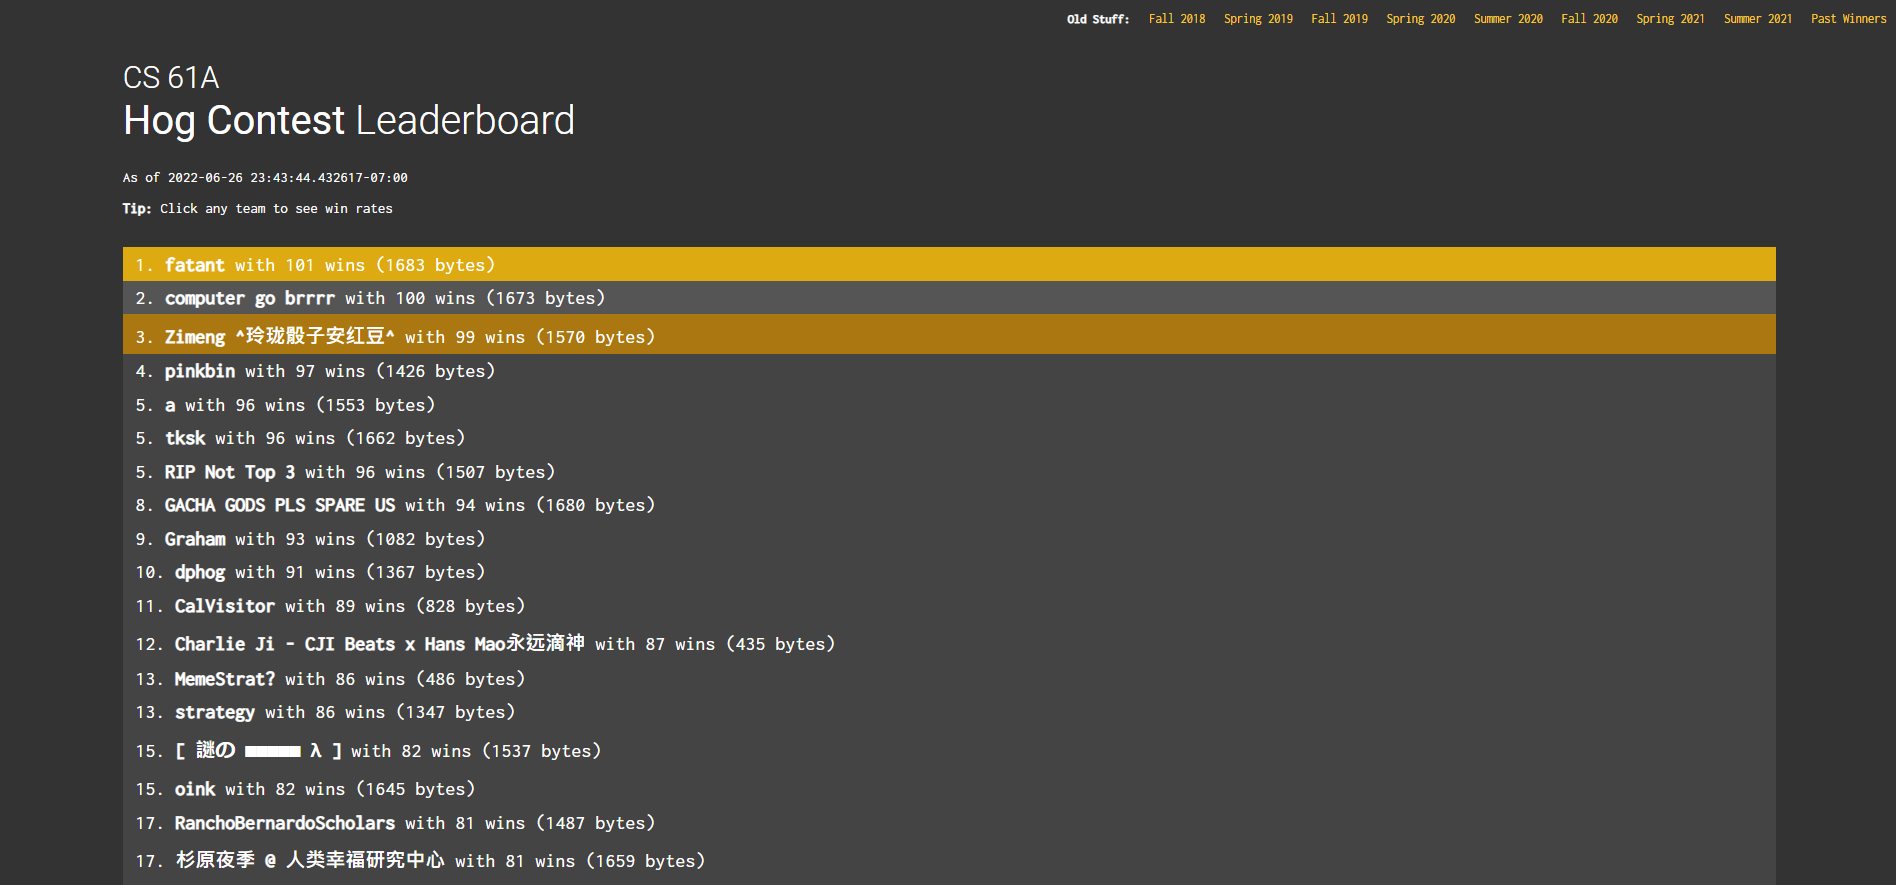 Old Stuff: Fall 2018 Spring 2019 Fall 2019 Spring 2020 Summer 2020 Fall 2020 Spring 2021 Summer 2021 Past Winners
CS 61A
Hog Contest Leaderboard
As of 2022-06-26 23:43:44.432617-07:00
Tip: Click any team to see win rates
1. fatant with 101 wins (1683 bytes)
2. computer go brrrr with 100 wins (1673 bytes)
3. Zimeng ^玲珑骰子安红豆^ with 99 wins (1570 bytes)
4. pinkbin with 97 wins (1426 bytes)
5. a with 96 wins (1553 bytes)
5. tksk with 96 wins (1662 bytes)
5. RIP Not Top 3 with 96 wins (1507 bytes)
8. GACHA GODS PLS SPARE US with 94 wins (1680 bytes)
9. Graham with 93 wins (1082 bytes)
10. dphog with 91 wins (1367 bytes)
11. CalVisitor with 89 wins (828 bytes)
12. Charlie Ji - CJI Beats x Hans Mao永远滴神 with 87 wins (435 bytes)
13. MemeStrat? with 86 wins (486 bytes)
13. strategy with 86 wins (1347 bytes)
15. [ 謎の ■■■■■ λ ] with 82 wins (1537 bytes)
15. oink with 82 wins (1645 bytes)
17. RanchoBernardoScholars with 81 wins (1487 bytes)
17. 杉原夜季 @ 人类幸福研究中心 with 81 wins (1659 bytes)